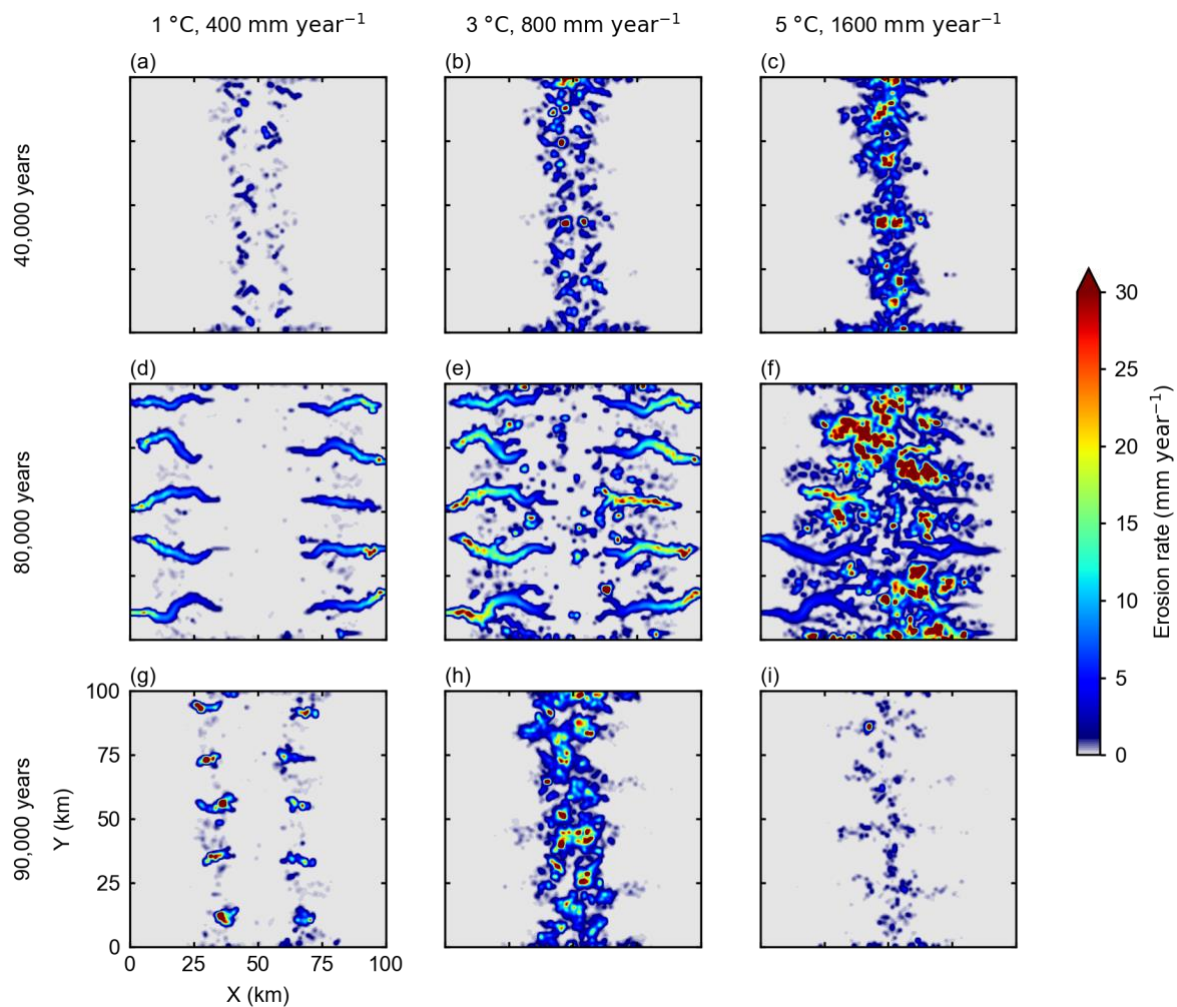 1 °C, 400 mm year⁻¹
3 °C, 800 mm year⁻¹
5 °C, 1600 mm year⁻¹
(a)
(b)
(c)
40,000 years
(d)
(e)
(f)
80,000 years
(g)
(h)
(i)
90,000 years
100
75
50
25
0
Y (km)
0
25
50
75
100
X (km)
30
25
20
15
10
5
0
Erosion rate (mm year⁻¹)